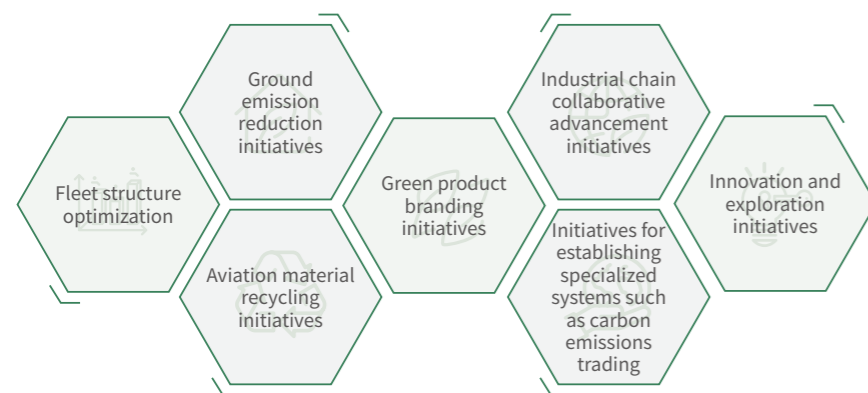 Fleet structure
optimization
Ground
emission
reduction
initiatives
Aviation material
recycling
initiatives
Green product
branding
initiatives
Industrial chain
collaborative
advancement
initiatives
Initiatives for
establishing
specialized
systems such
as carbon
emissions
trading
Innovation and
exploration
initiatives